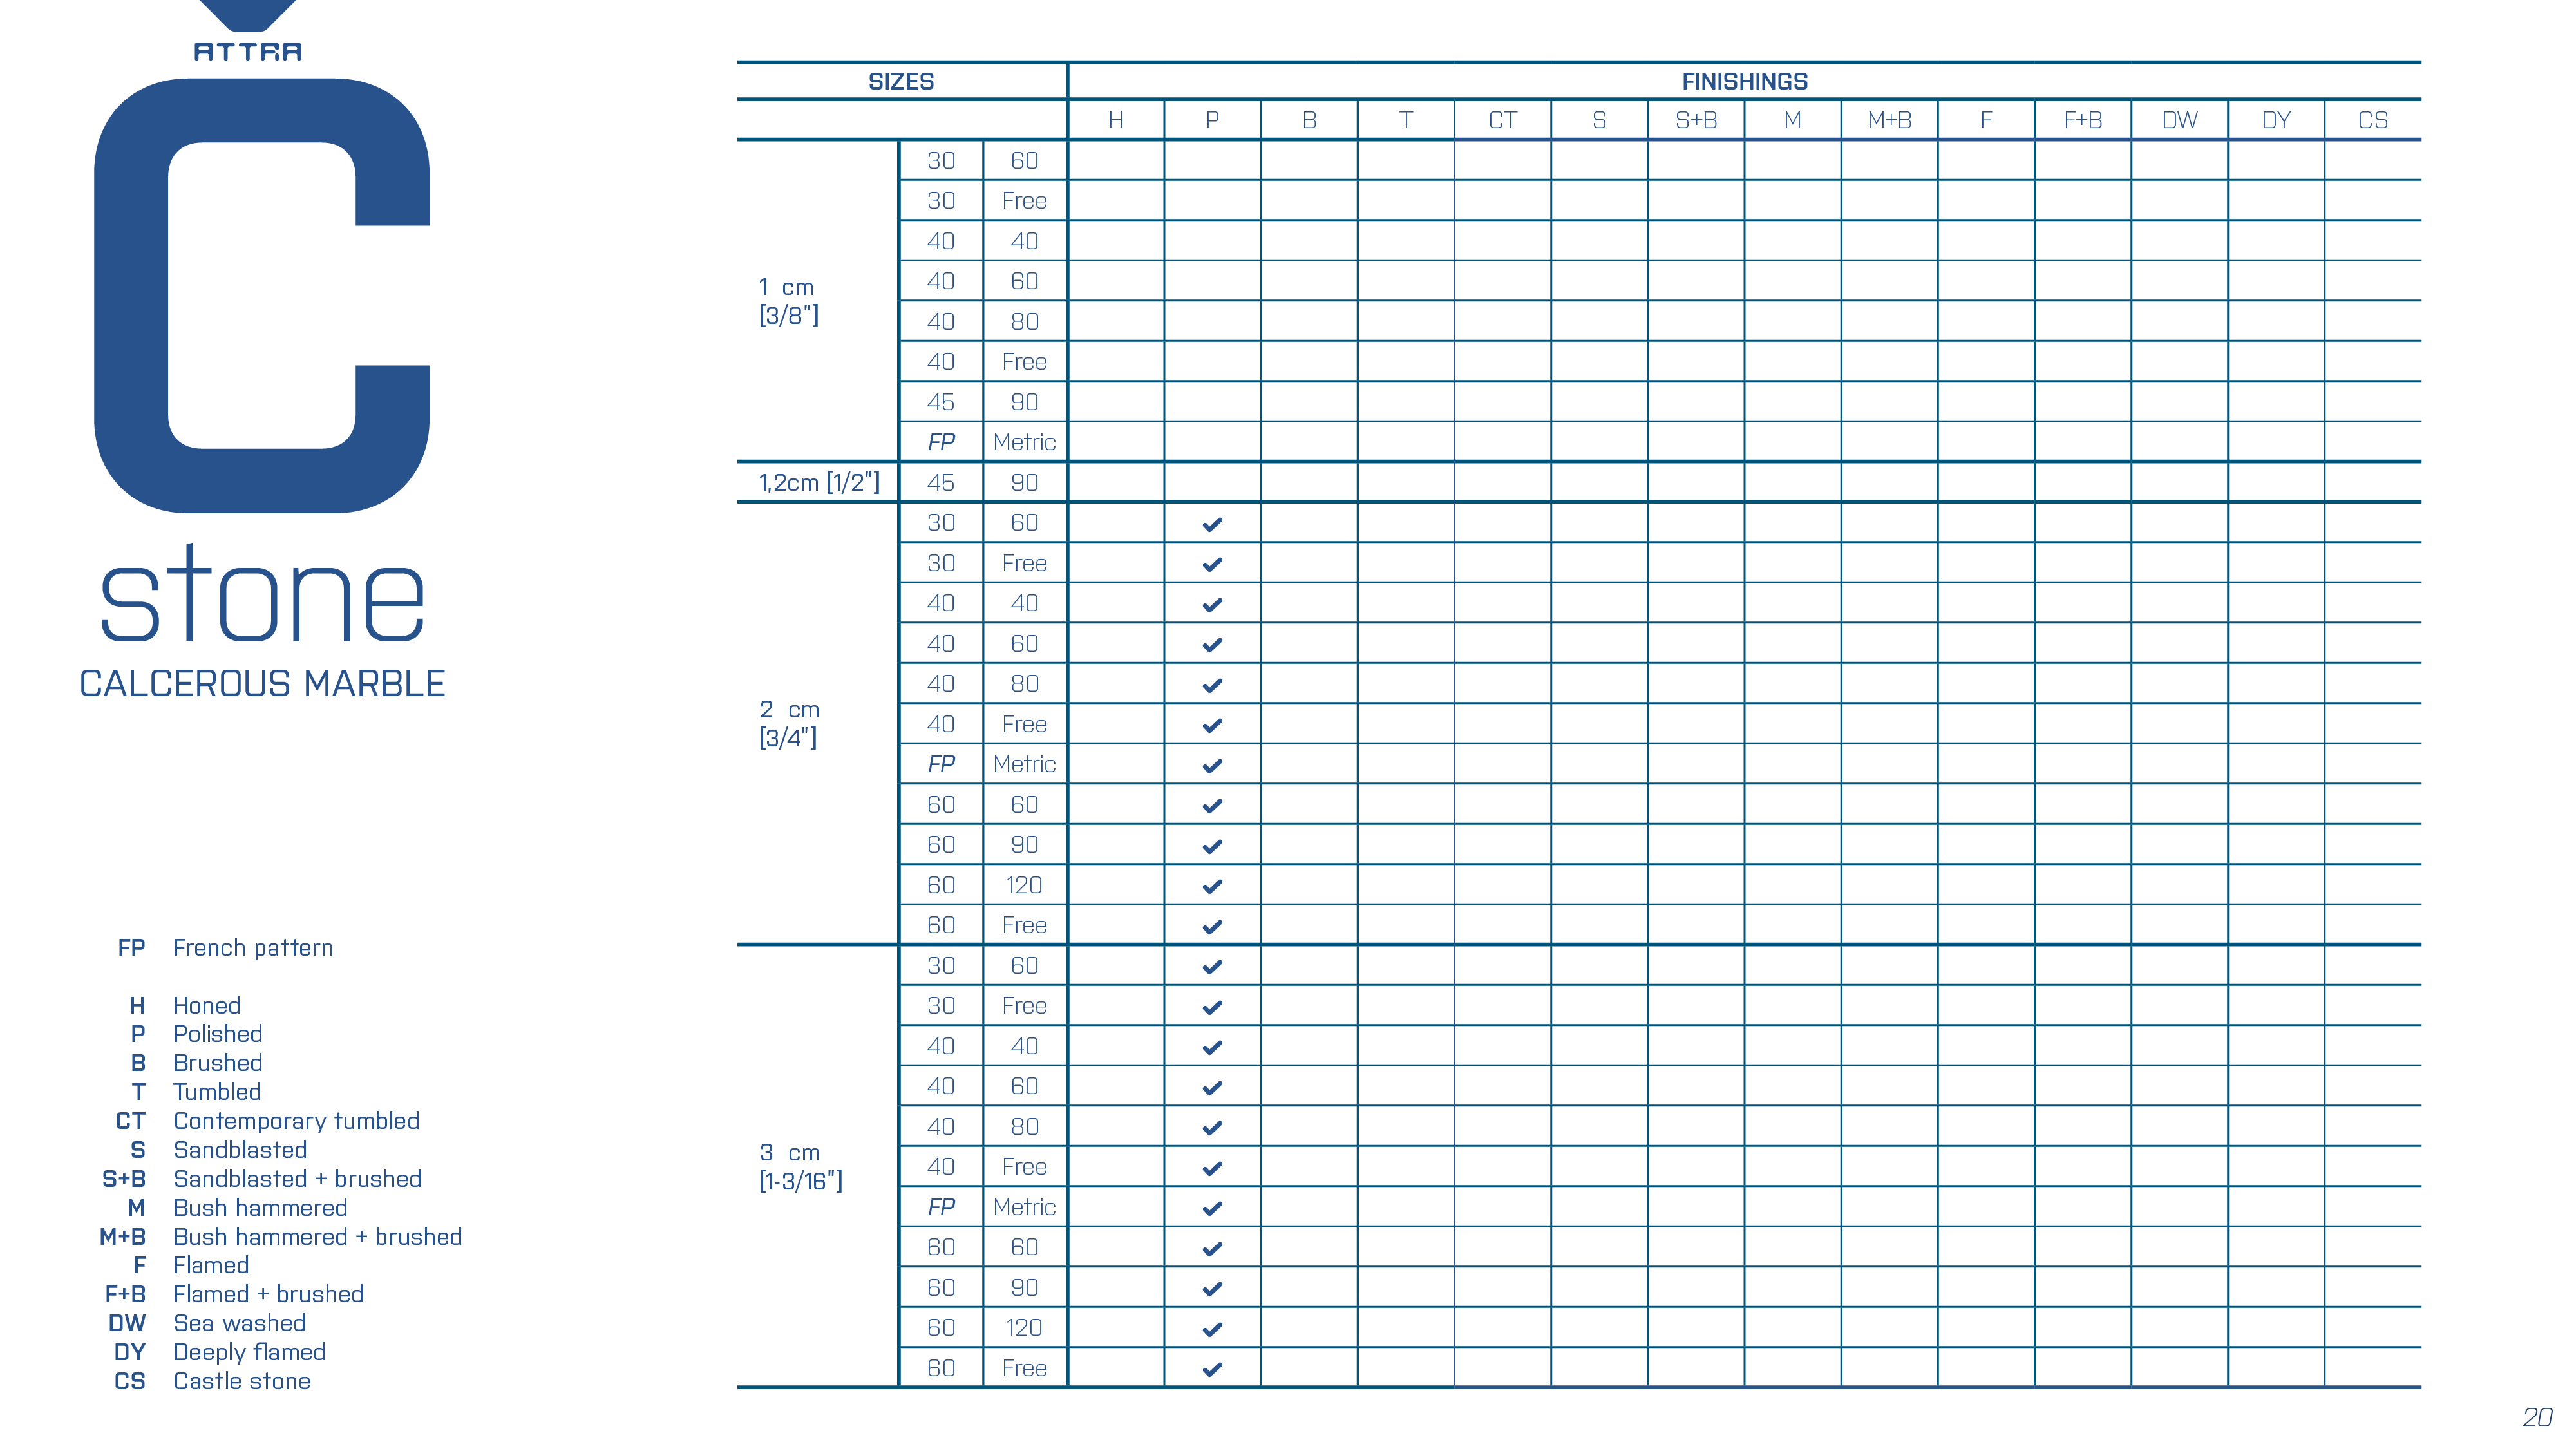 ATTRA
C
stone
CALCEROUS MARBLE
FP French pattern
H Honed
P Polished
B Brushed
T Tumbled
CT Contemporary tumbled
S Sandblasted
S+B Sandblasted + brushed
M Bush hammered
M+B Bush hammered + brushed
F Flamed
F+B Flamed + brushed
DW Sea washed
DY Deeply flamed
CS Castle stone
SIZES FINISHINGS
H P B T CT S S+B M M+B F F+B DW DY CS
1 cm
[3/8"]
30 60
30 Free
40 40
40 60
40 80
40 Free
45 90
FP Metric
1,2cm [1/2"] 45 90
2 cm
[3/4"]
30 60 ✓
30 Free ✓
40 40 ✓
40 60 ✓
40 80 ✓
40 Free ✓
FP Metric ✓
60 60 ✓
60 90 ✓
60 120 ✓
60 Free ✓
3 cm
[1-3/16"]
30 60 ✓
30 Free ✓
40 40 ✓
40 60 ✓
40 80 ✓
40 Free ✓
FP Metric ✓
60 60 ✓
60 90 ✓
60 120 ✓
60 Free ✓
20